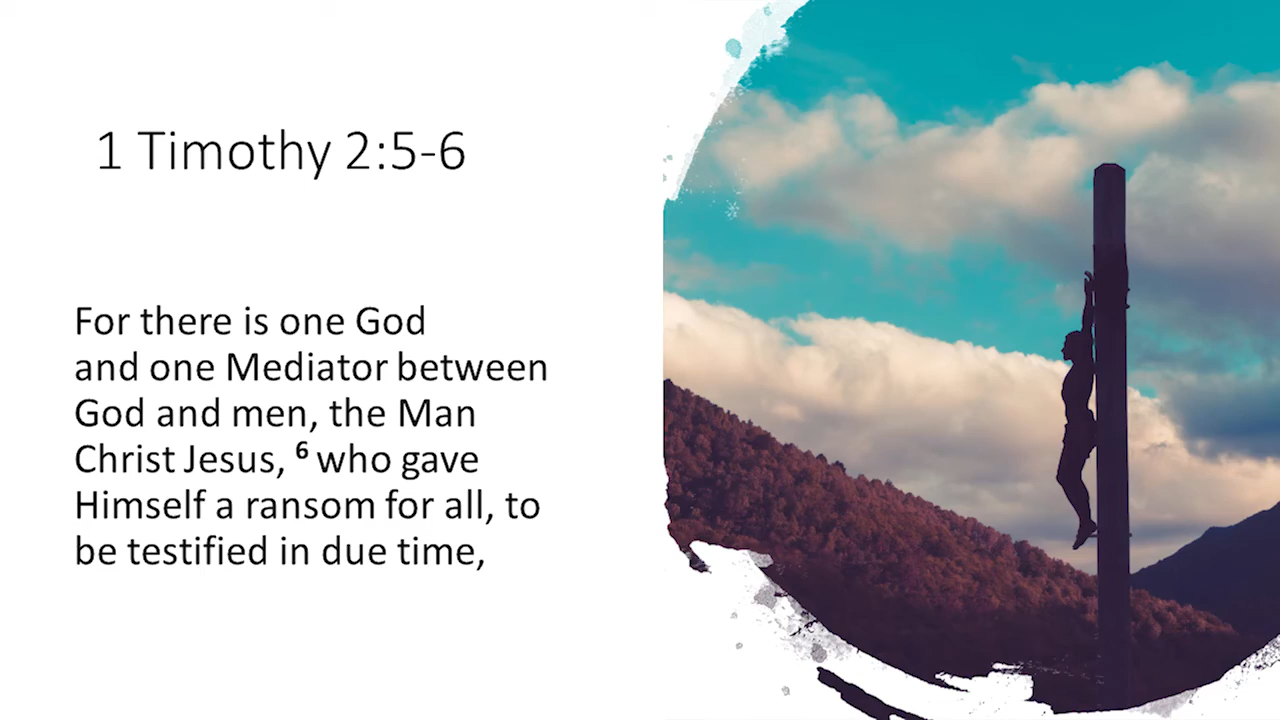 1 Timothy 2:5-6
For there is one God
and one Mediator between
God and men, the Man
Christ Jesus, 6 who gave
Himself a ransom for all, to
be testified in due time,